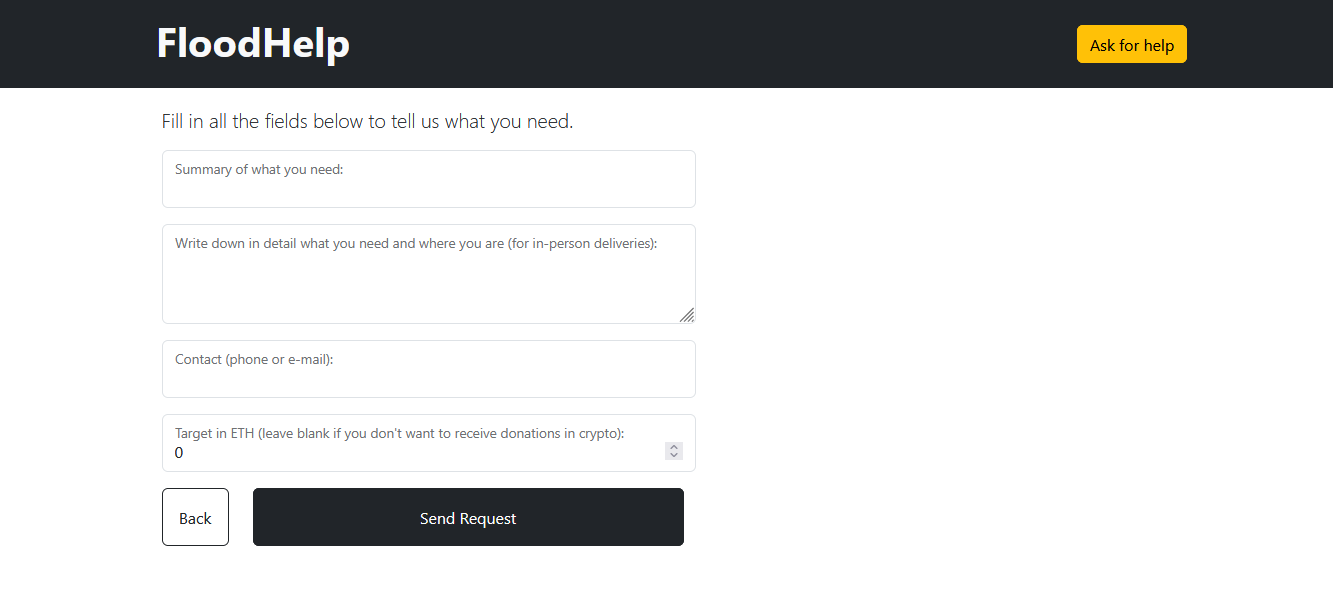 FloodHelp
Ask for help
Fill in all the fields below to tell us what you need.
Summary of what you need:
Write down in detail what you need and where you are (for in-person deliveries):
Contact (phone or e-mail):
Target in ETH (leave blank if you don't want to receive donations in crypto):
0
Back
Send Request